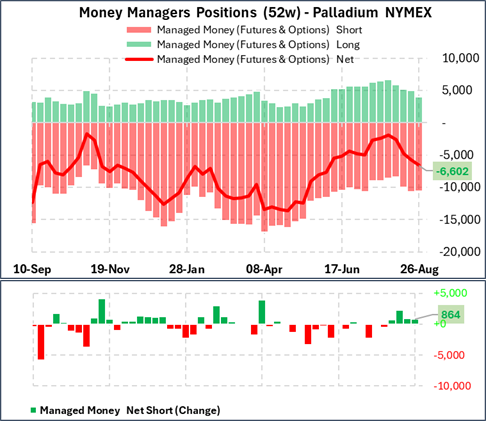 Money Managers Positions (52w) - Palladium NYMEX
Managed Money (Futures & Options) Short
Managed Money (Futures & Options) Long
Managed Money (Futures & Options) Net
10,000
5,000
-
-5,000
-6,602
-10,000
-15,000
-20,000
10-Sep 19-Nov 28-Jan 08-Apr 17-Jun 26-Aug
+5,000
864
+0
-5,000
-10,000
Managed Money Net Short (Change)